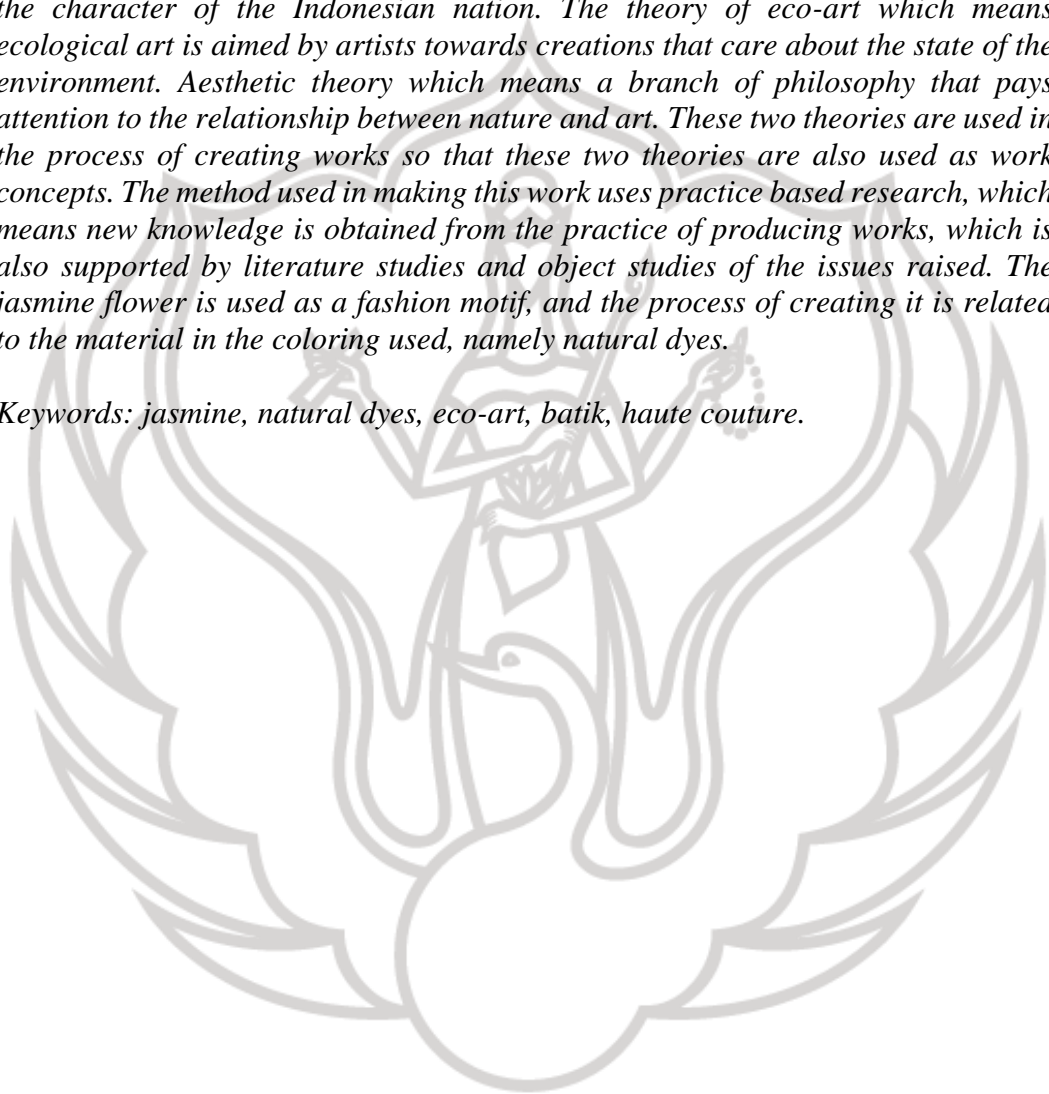 the character of the Indonesian nation. The theory of eco-art which means
ecological art is aimed by artists towards creations that care about the state of the
environment. Aesthetic theory which means a branch of philosophy that pays
attention to the relationship between nature and art. These two theories are used in
the process of creating works so that these two theories are also used as work
concepts. The method used in making this work uses practice based research, which
means new knowledge is obtained from the practice of producing works, which is
also supported by literature studies and object studies of the issues raised. The
jasmine flower is used as a fashion motif, and the process of creating it is related
to the material in the coloring used, namely natural dyes.
Keywords: jasmine, natural dyes, eco-art, batik, haute couture.